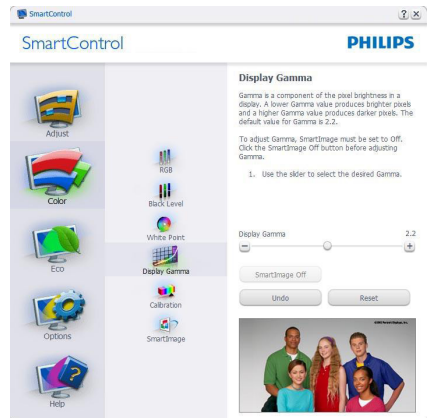 SmartControl
SmartControl
PHILIPS
Adjust
Color
Eco
Options
Help
RGB
Black Level
White Point
Display Gamma
Calibration
SmartImage
Display Gamma
Gamma is a component of the pixel brightness in a
display. A lower Gamma value produces brighter pixels
and a higher Gamma value produces darker pixels. The
default value for Gamma is 2.2.
To adjust Gamma, SmartImage must be set to Off.
Click the SmartImage Off button before adjusting
Gamma.
1. Use the slider to select the desired Gamma.
Display Gamma 2.2
SmartImage Off
Undo Reset